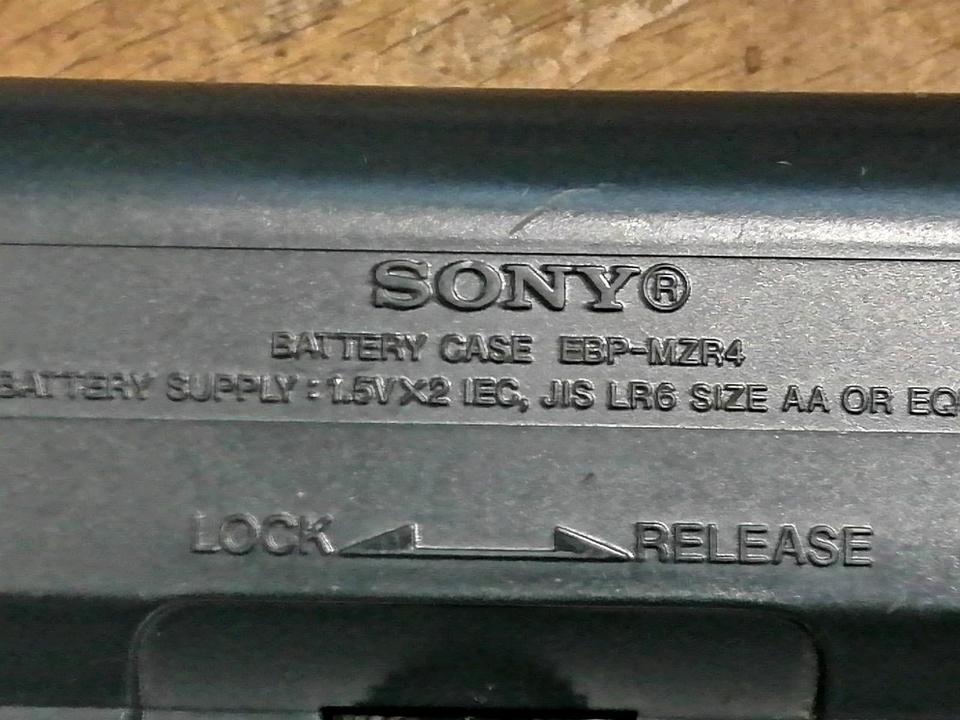 SONY®
BATTERY CASE EBP-MZR4
BATTERY SUPPLY : 1.5V×2 IEC, JIS LR6 SIZE AA OR EQ
LOCK RELEASE